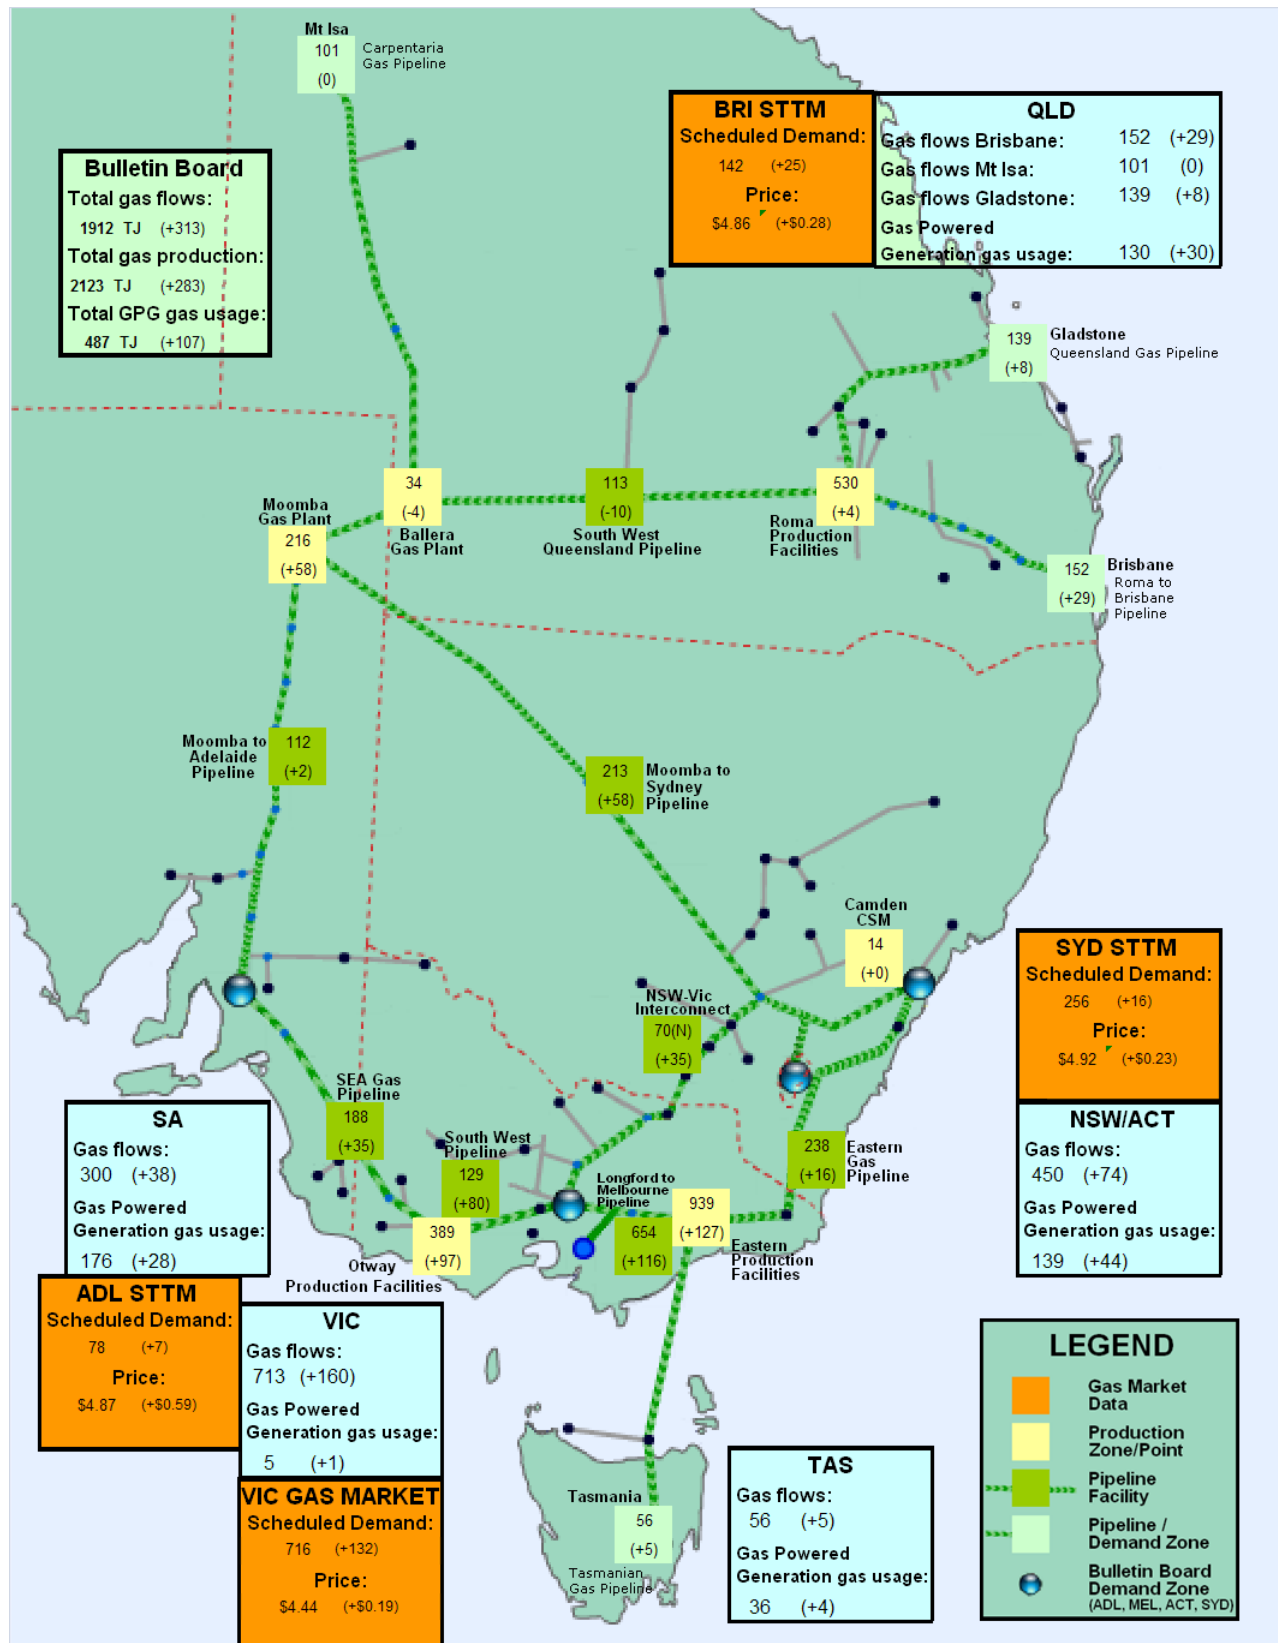 Mt Isa
101
(0)
Carpentaria
Gas Pipeline
Bulletin Board
Total gas flows:
1912 TJ (+313)
Total gas production:
2123 TJ (+283)
Total GPG gas usage:
487 TJ (+107)
BRI STTM
Scheduled Demand:
142 (+25)
Price:
$4.86 (+$0.28)
QLD
Gas flows Brisbane: 152 (+29)
Gas flows Mt Isa: 101 (0)
Gas flows Gladstone: 139 (+8)
Gas Powered
Generation gas usage: 130 (+30)
139
(+8)
Gladstone
Queensland Gas Pipeline
34
(-4)
Ballera
Gas Plant
113
(-10)
South West
Queensland Pipeline
530
(+4)
Roma
Production
Facilities
Moomba
Gas Plant
216
(+58)
152
(+29)
Brisbane
Roma to
Brisbane
Pipeline
Moomba to
Adelaide
Pipeline
112
(+2)
213
(+58)
Moomba to
Sydney
Pipeline
Camden
CSM
14
(+0)
NSW-Vic
Interconnect
70(N)
(+35)
SYD STTM
Scheduled Demand:
256 (+16)
Price:
$4.92 (+$0.23)
NSW/ACT
Gas flows:
450 (+74)
Gas Powered
Generation gas usage:
139 (+44)
SEA Gas
Pipeline
188
(+35)
South West
Pipeline
129
(+80)
Longford to
Melbourne
Pipeline
654
(+116)
939
(+127)
Eastern
Production
Facilities
238
(+16)
Eastern
Gas
Pipeline
389
(+97)
Otway
Production Facilities
SA
Gas flows:
300 (+38)
Gas Powered
Generation gas usage:
176 (+28)
ADL STTM
Scheduled Demand:
78 (+7)
Price:
$4.87 (+$0.59)
VIC
Gas flows:
713 (+160)
Gas Powered
Generation gas usage:
5 (+1)
VIC GAS MARKET
Scheduled Demand:
716 (+132)
Price:
$4.44 (+$0.19)
Tasmania
56
(+5)
Tasmanian
Gas Pipeline
TAS
Gas flows:
56 (+5)
Gas Powered
Generation gas usage:
36 (+4)
LEGEND
Gas Market
Data
Production
Zone/Point
Pipeline
Facility
Pipeline /
Demand Zone
Bulletin Board
Demand Zone
(ADL, MEL, ACT, SYD)